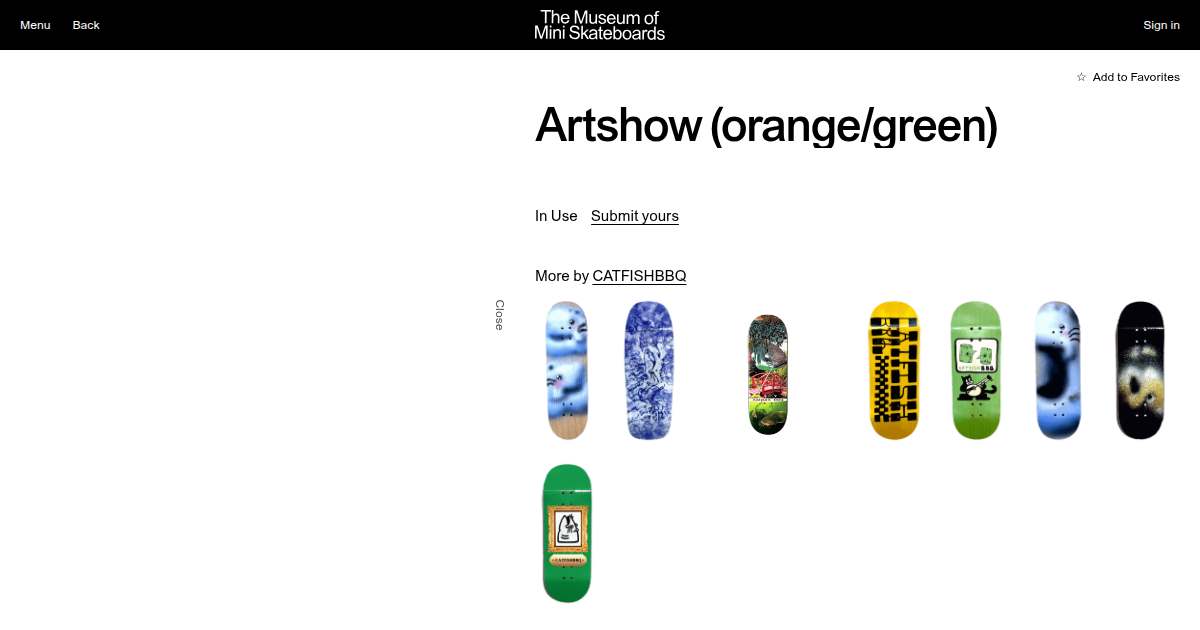 Menu
Back
The Museum of
Mini Skateboards
Sign in
☆ Add to Favorites
Artshow (orange/green)
In Use
Submit yours
More by CATFISHBBQ
Close
CATFISHBBQ